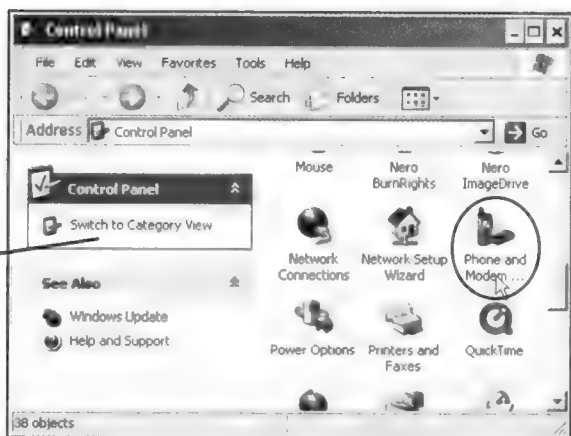 Control Panel
File Edit View Favorites Tools Help
Search Folders
Address Control Panel Go
Control Panel
Switch to Category View
See Also
Windows Update
Help and Support
Mouse
Nero BurnRights
Nero ImageDrive
Network Connections
Network Setup Wizard
Phone and Modem ...
Power Options
Printers and Faxes
QuickTime
38 objects